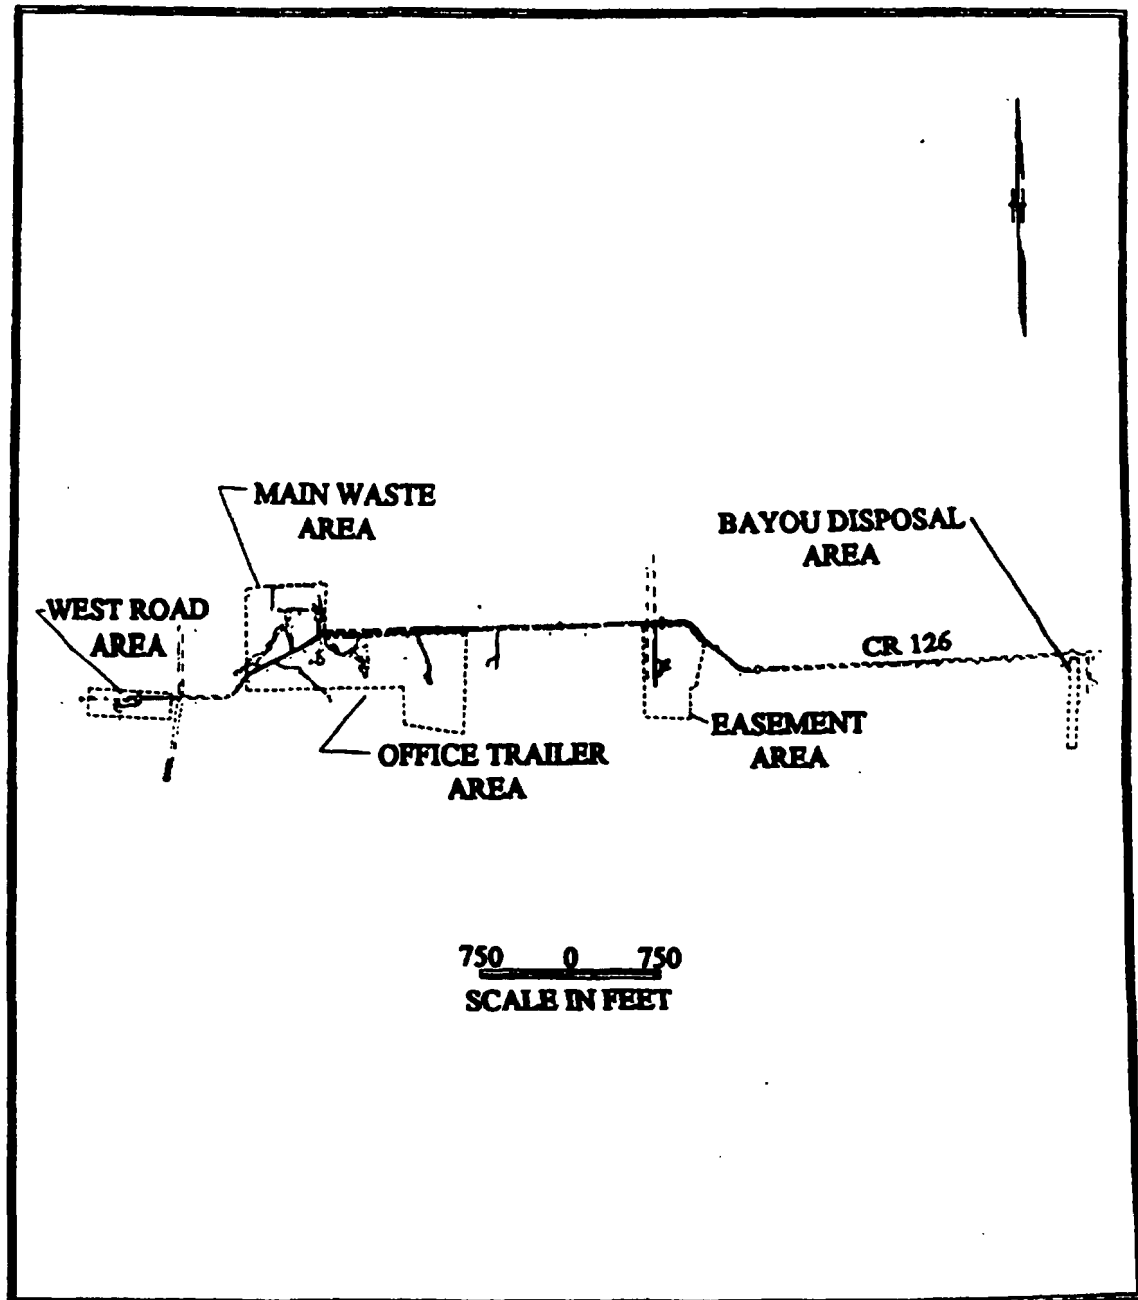 MAIN WASTE
AREA
BAYOU DISPOSAL
AREA
WEST ROAD
AREA
CR 126
OFFICE TRAILER
AREA
EASEMENT
AREA
750 0 750
SCALE IN FEET